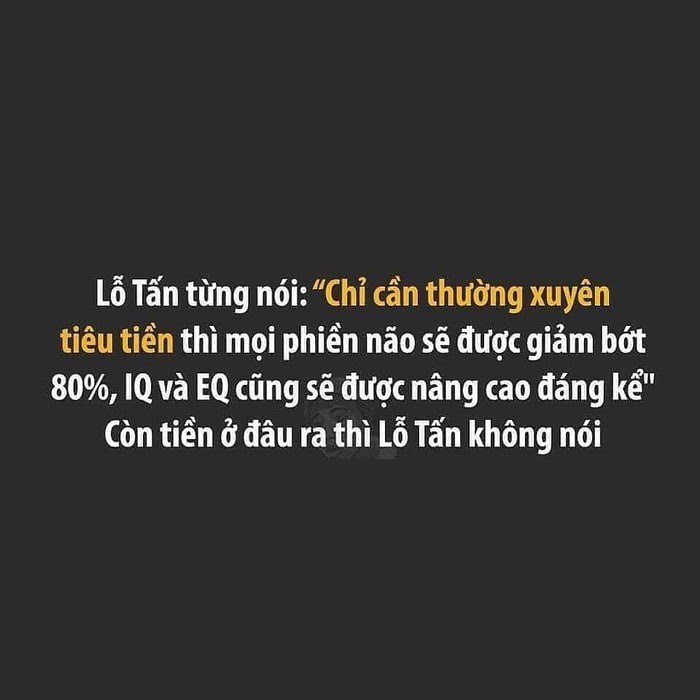 Lỗ Tấn từng nói: “Chỉ cần thường xuyên
tiêu tiền thì mọi phiền não sẽ được giảm bớt
80%, IQ và EQ cũng sẽ được nâng cao đáng kể"
Còn tiền ở đâu ra thì Lỗ Tấn không nói